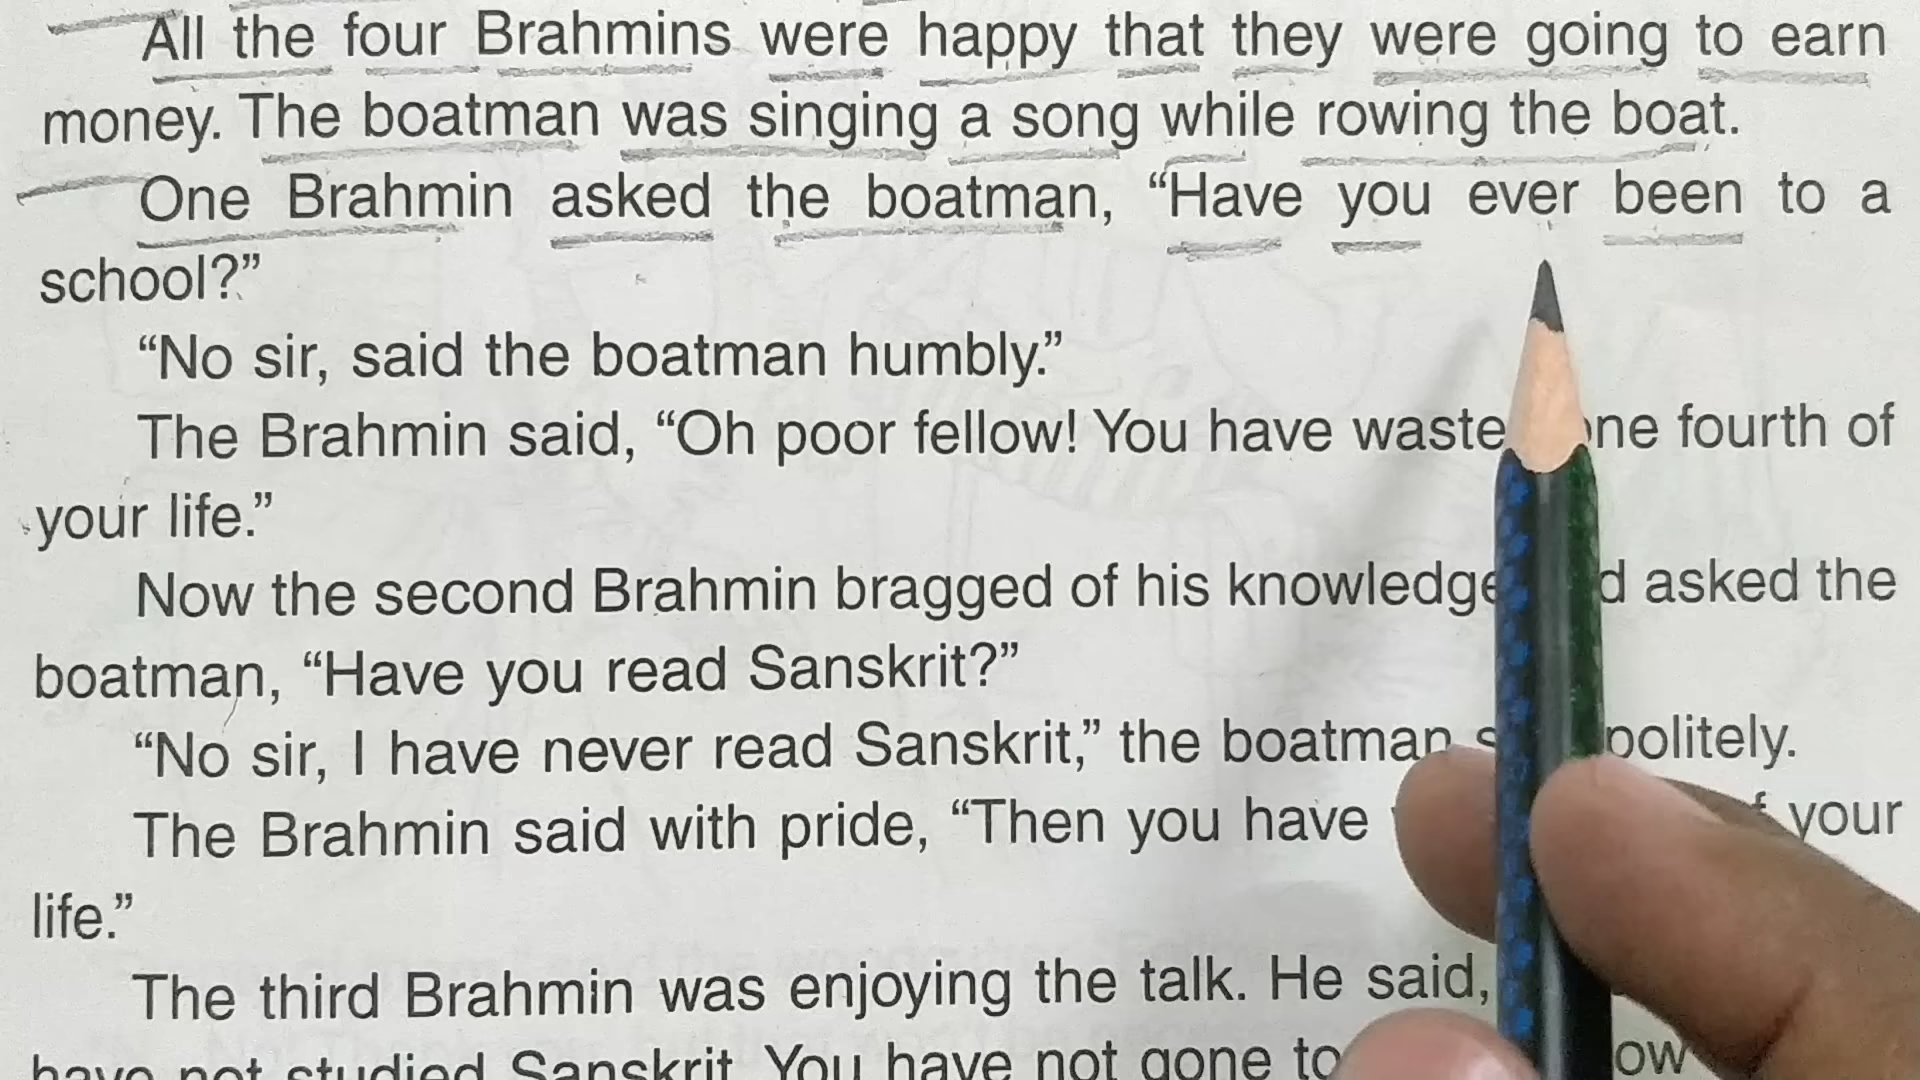 All the four Brahmins were happy that they were going to earn
money. The boatman was singing a song while rowing the boat.
One Brahmin asked the boatman, “Have you ever been to a
school?”
“No sir, said the boatman humbly.”
The Brahmin said, “Oh poor fellow! You have fourth of
your life.”
Now the second Brahmin bragged of his knowledge asked the
boatman, “Have you read Sanskrit?”
“No sir, I have never read Sanskrit,” the boatman politely.
The Brahmin said with pride, “Then you have your
life.”
The third Brahmin was enjoying the talk. He said,
have not studied Sanskrit. You have not gone to